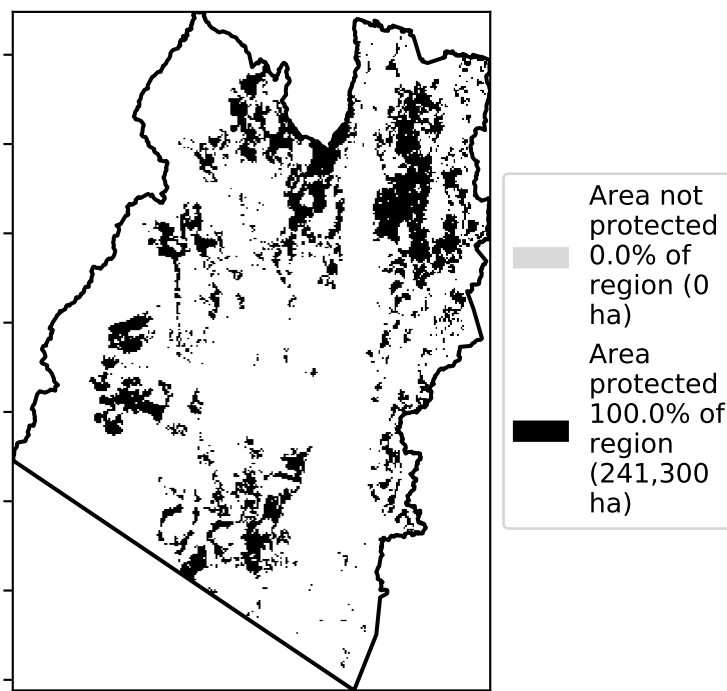 Area not
protected
0.0% of
region (0
ha)
Area
protected
100.0% of
region
(241,300
ha)